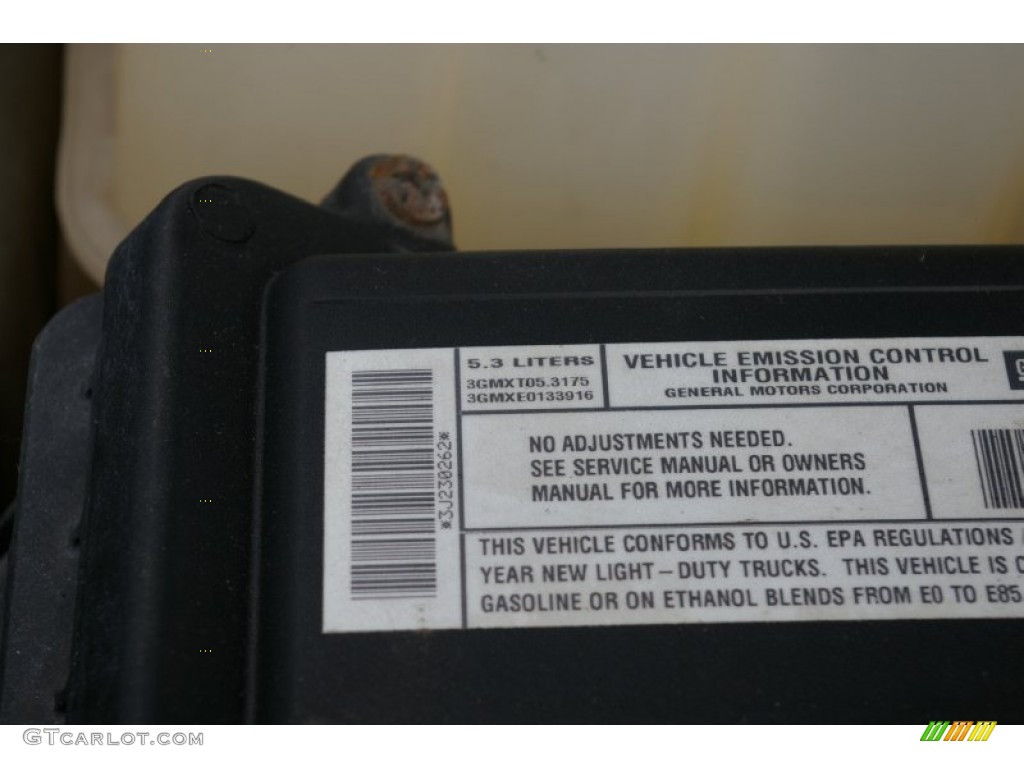 5.3 LITERS
3GMXT05.3175
3GMXE0133916
VEHICLE EMISSION CONTROL
INFORMATION
GENERAL MOTORS CORPORATION
*3J230262*
NO ADJUSTMENTS NEEDED.
SEE SERVICE MANUAL OR OWNERS
MANUAL FOR MORE INFORMATION.
THIS VEHICLE CONFORMS TO U.S. EPA REGULATIONS
YEAR NEW LIGHT-DUTY TRUCKS. THIS VEHICLE IS
GASOLINE OR ON ETHANOL BLENDS FROM E0 TO E85
GTCARLOT.COM